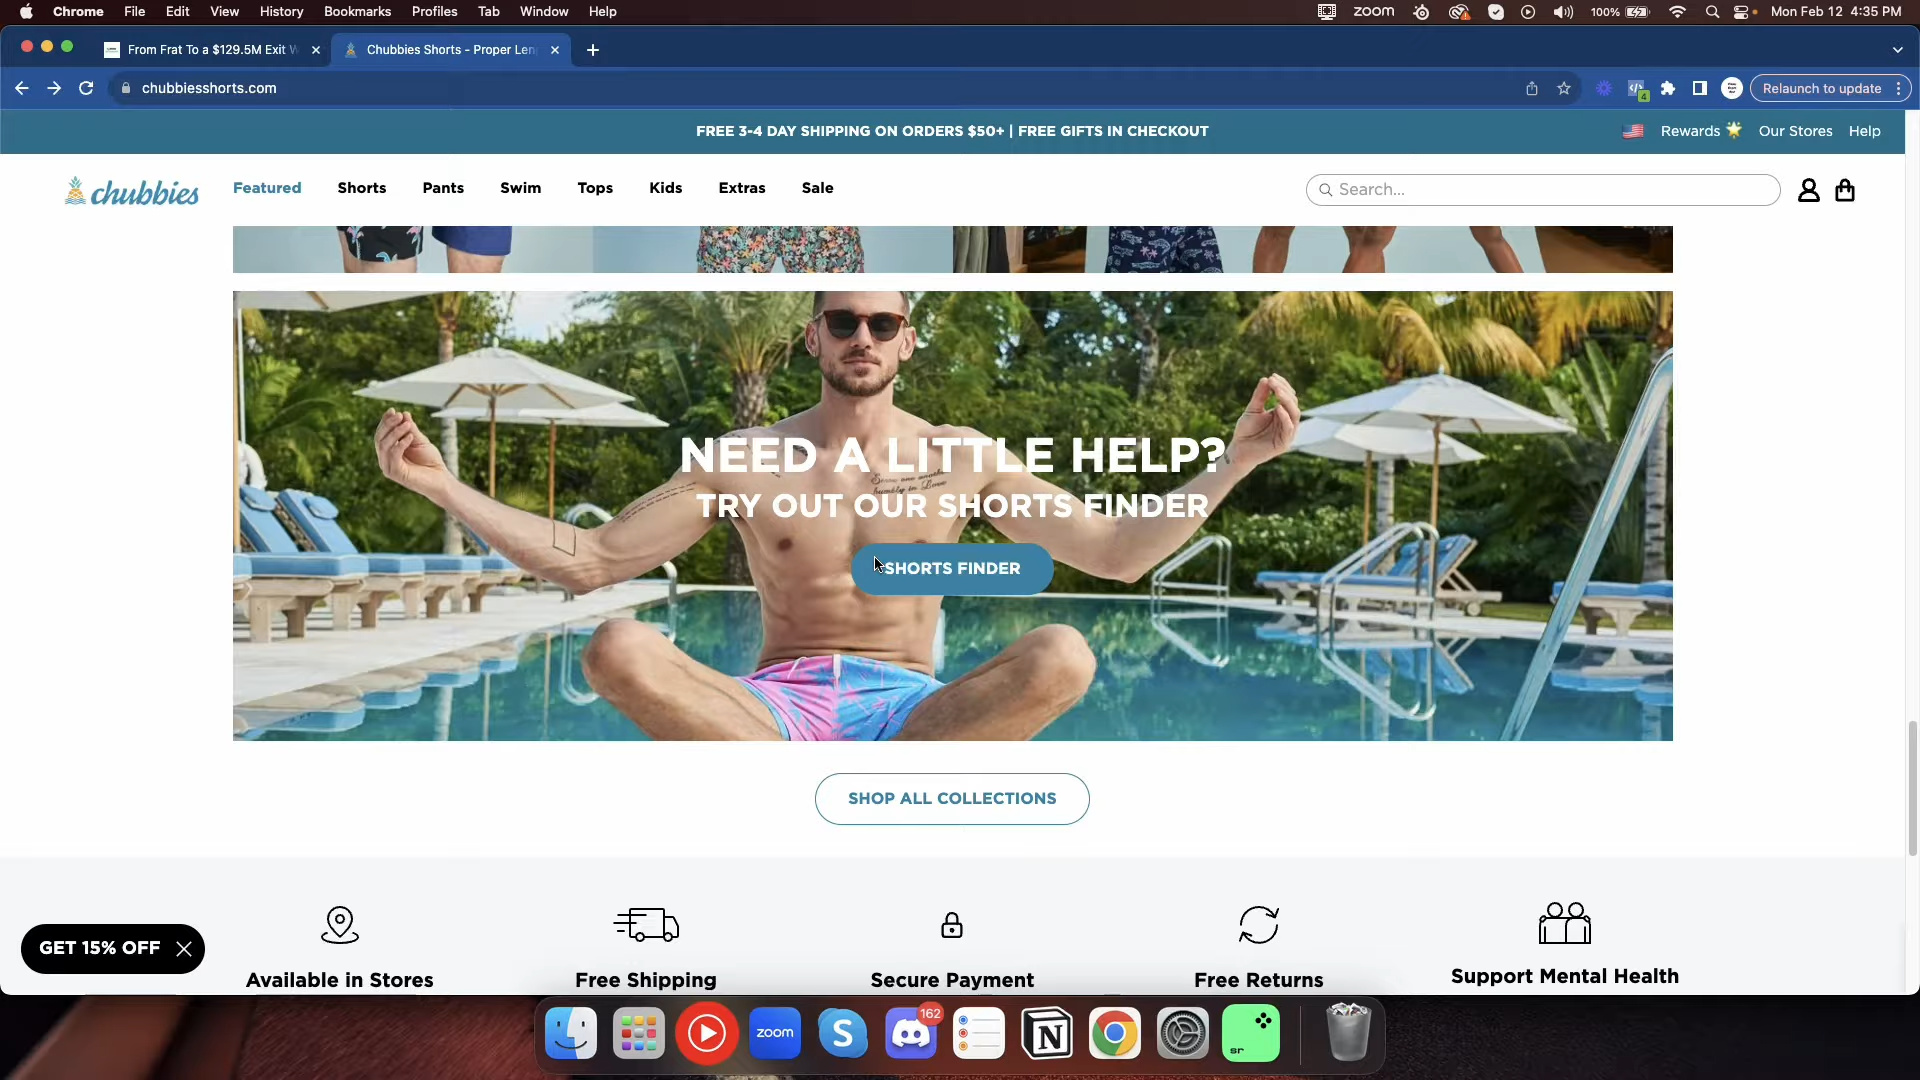 Chrome File Edit View History Bookmarks Profiles Tab Window Help
zoom 100% Mon Feb 12 4:35 PM
From Frat To a $129.5M Exit W
Chubbies Shorts - Proper Len
chubbiesshorts.com
4
Relaunch to update
FREE 3-4 DAY SHIPPING ON ORDERS $50+ | FREE GIFTS IN CHECKOUT
Rewards Our Stores Help
chubbies
Featured Shorts Pants Swim Tops Kids Extras Sale
Search...
NEED A LITTLE HELP?
TRY OUT OUR SHORTS FINDER
SHORTS FINDER
SHOP ALL COLLECTIONS
GET 15% OFF
Available in Stores
Free Shipping
Secure Payment
Free Returns
Support Mental Health
zoom
S
162
N
sr